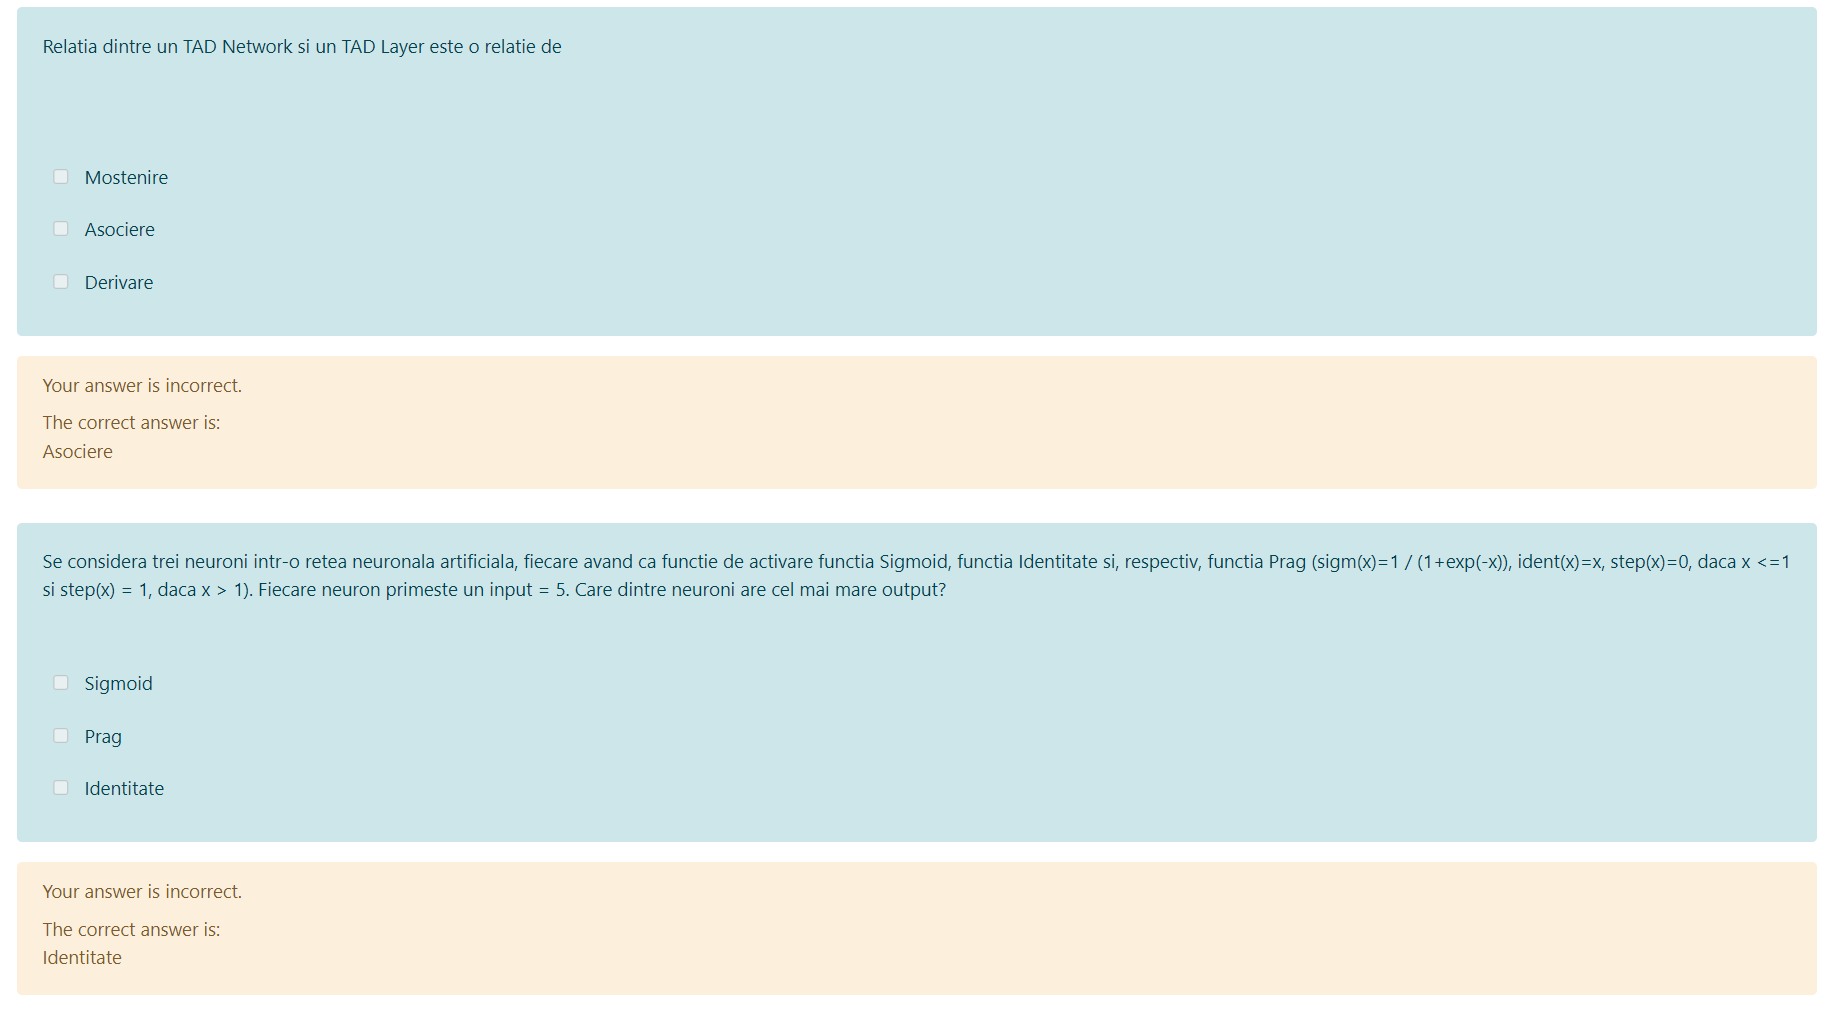 Relatia dintre un TAD Network si un TAD Layer este o relatie de
Mostenire
Asociere
Derivare
Your answer is incorrect.
The correct answer is:
Asociere
Se considera trei neuroni intr-o retea neuronala artificiala, fiecare avand ca functie de activare functia Sigmoid, functia Identitate si, respectiv, functia Prag (sigm(x)=1 / (1+exp(-x)), ident(x)=x, step(x)=0, daca x <=1
si step(x) = 1, daca x > 1). Fiecare neuron primeste un input = 5. Care dintre neuroni are cel mai mare output?
Sigmoid
Prag
Identitate
Your answer is incorrect.
The correct answer is:
Identitate